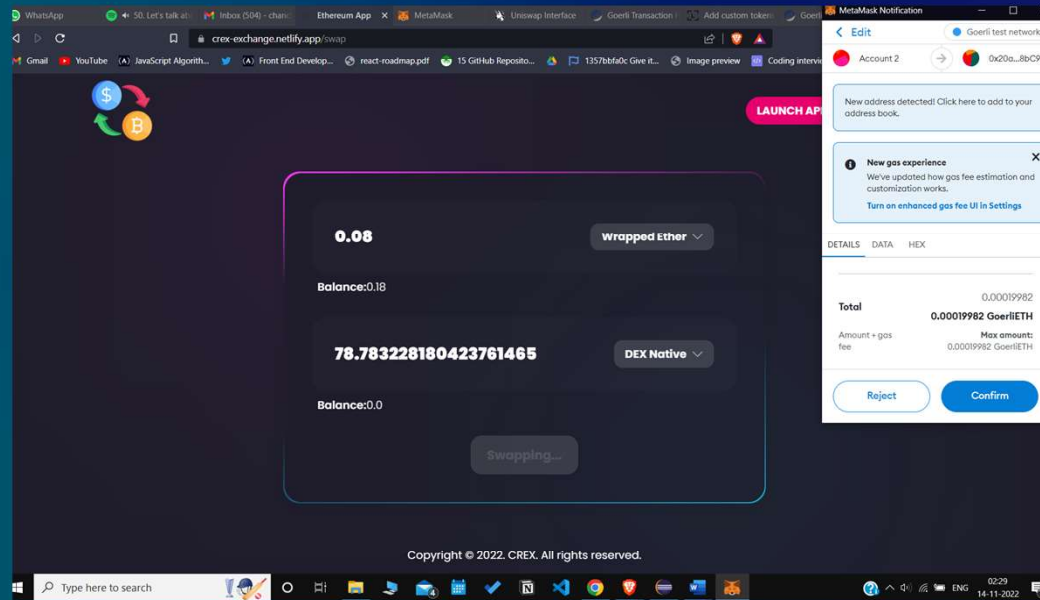 WhatsApp
50. Let's talk ab
Inbox (504) - chand
Ethereum App
MetaMask
Uniswap Interface
Goerli Transaction
Add custom token
Goerli
crex-exchange.netlify.app/swap
Gmail
YouTube
JavaScript Algorith...
(A) Front End Develop...
react-roadmap.pdf
15 GitHub Reposito...
1357bbfa0c Give it...
Image preview
Coding intervie
LAUNCH AP
0.08
Wrapped Ether
Balance:0.18
78.783228180423761465
DEX Native
Balance:0.0
Swapping...
Copyright © 2022. CREX. All rights reserved.
MetaMask Notification
Edit
Goerli test network
Account 2
0x20a...8bC9
New address detected! Click here to add to your
address book.
New gas experience
We've updated how gas fee estimation and
customization works.
Turn on enhanced gas fee UI in Settings
DETAILS DATA HEX
0.00019982
Total
0.00019982 GoerliETH
Amount + gas
fee
Max amount:
0.00019982 GoerliETH
Reject
Confirm
Type here to search
ENG
02:29
14-11-2022